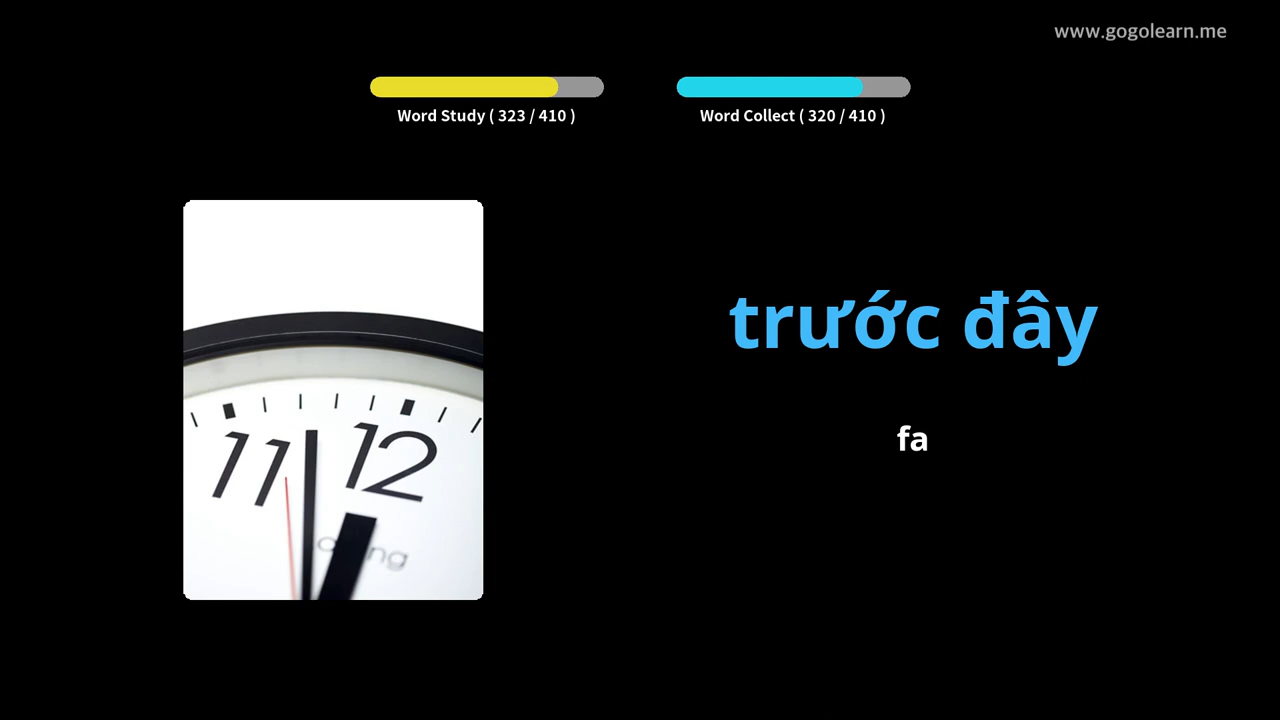 www.gogolearn.me
Word Study ( 323 / 410 )
Word Collect ( 320 / 410 )
trước đây
fa
11
12